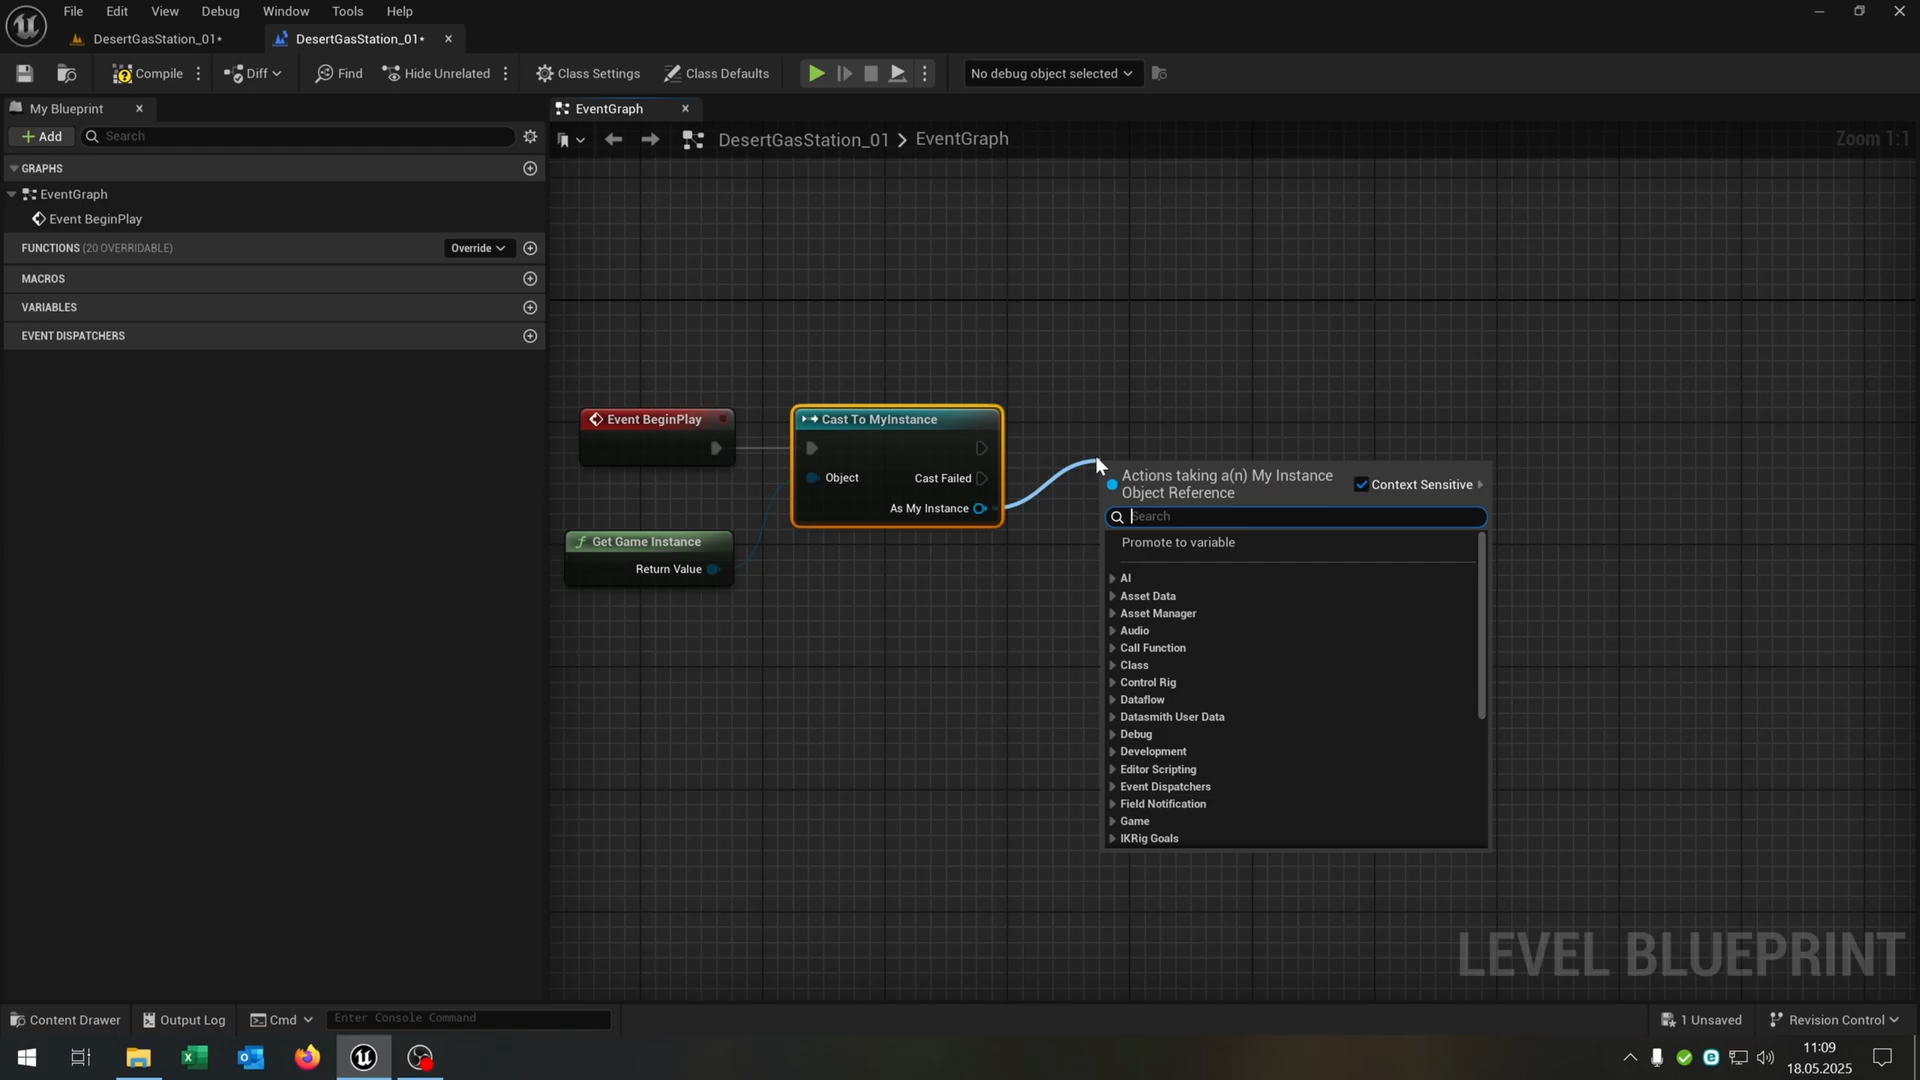 File Edit View Debug Window Tools Help
DesertGasStation_01* DesertGasStation_01*
Compile Diff Find Hide Unrelated Class Settings Class Defaults No debug object selected
My Blueprint EventGraph
Add Search
DesertGasStation_01 > EventGraph Zoom 1:1
GRAPHS
EventGraph
Event BeginPlay
FUNCTIONS (20 OVERRIDABLE) Override
MACROS
VARIABLES
EVENT DISPATCHERS
Event BeginPlay
Cast To MyInstance
Object
Cast Failed
As My Instance
Get Game Instance
Return Value
Actions taking a(n) My Instance
Object Reference
Context Sensitive
Search
Promote to variable
AI
Asset Data
Asset Manager
Audio
Call Function
Class
Control Rig
Dataflow
Datasmith User Data
Debug
Development
Editor Scripting
Event Dispatchers
Field Notification
Game
IKRig Goals
LEVEL BLUEPRINT
Content Drawer Output Log Cmd Enter Console Command 1 Unsaved Revision Control
11:09
18.05.2025